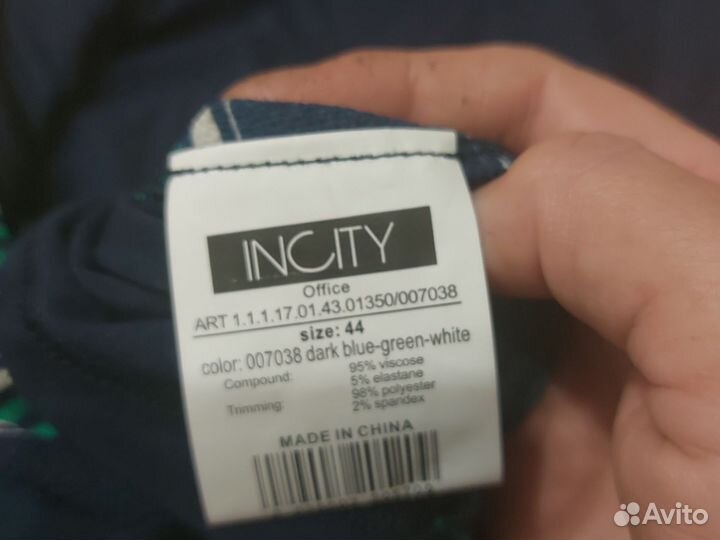 INCITY
Office
ART 1.1.1.17.01.43.01350/007038
size: 44
color: 007038 dark blue-green-white
Compound: 95% viscose
5% elastane
Trimming: 98% polyester
2% spandex
MADE IN CHINA
Avito